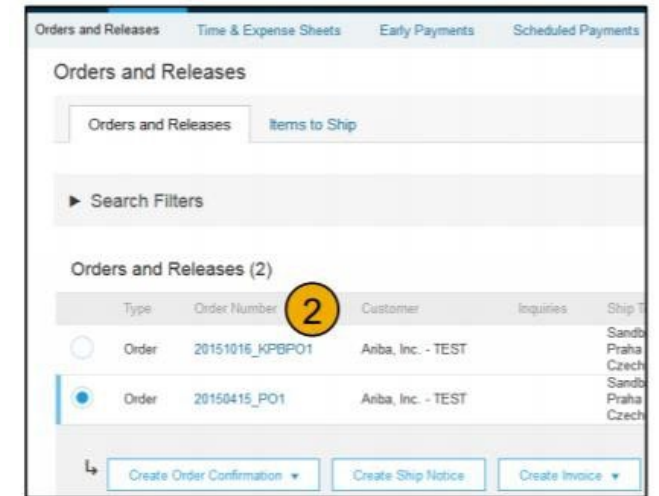 Orders and Releases Time & Expense Sheets Early Payments Scheduled Payments
Orders and Releases
Orders and Releases Items to Ship
► Search Filters
Orders and Releases (2)
Type Order Number 2 Customer Inquiries Ship T
Sandb
Order 20151016_KPBPO1 Ariba, Inc. - TEST Praha
Czech
Sandb
Order 20150415_PO1 Ariba, Inc. - TEST Praha
Czech
↳ Create Order Confirmation ▼ Create Ship Notice Create Invoice ▼